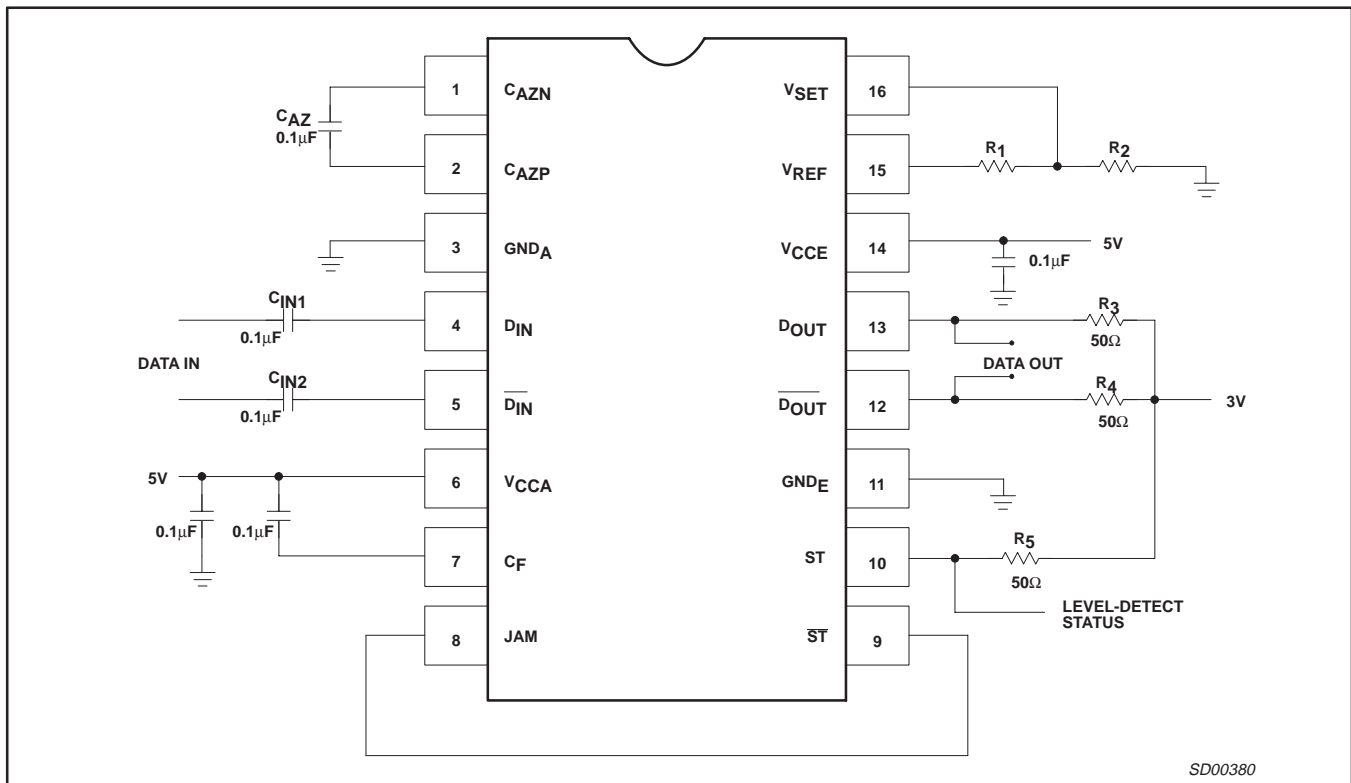 1 CAZN VSET 16
CAZ
0.1μF
R1 R2
2 CAZP VREF 15
3 GNDA VCCE 14 5V
0.1μF
CIN1
0.1μF
4 DIN DOUT 13 R3
50Ω
DATA IN DATA OUT
CIN2
0.1μF
5 D̅I̅N̅ D̅O̅U̅T̅ 12 R4
50Ω
3V
5V 6 VCCA GNDE 11
0.1μF 0.1μF
7 CF ST 10 R5
50Ω
LEVEL-DETECT
STATUS
8 JAM S̅T̅ 9
SD00380